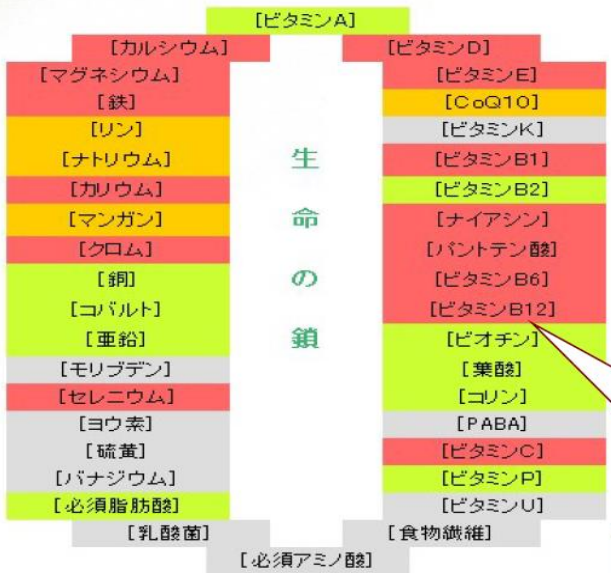 [ビタミンA]
[カルシウム]
[ビタミンD]
[マグネシウム]
[ビタミンE]
[鉄]
[CoQ10]
[リン]
[ビタミンK]
[ナトリウム]
[ビタミンB1]
[カリウム]
[ビタミンB2]
[マンガン]
[ナイアシン]
[クロム]
[パントテン酸]
[銅]
[ビタミンB6]
[コバルト]
[ビタミンB12]
[亜鉛]
[ビオチン]
[モリブデン]
[葉酸]
[セレニウム]
[コリン]
[ヨウ素]
[PABA]
[硫黄]
[ビタミンC]
[バナジウム]
[ビタミンP]
[必須脂肪酸]
[ビタミンU]
[乳酸菌]
[食物繊維]
[必須アミノ酸]
生命の鎖